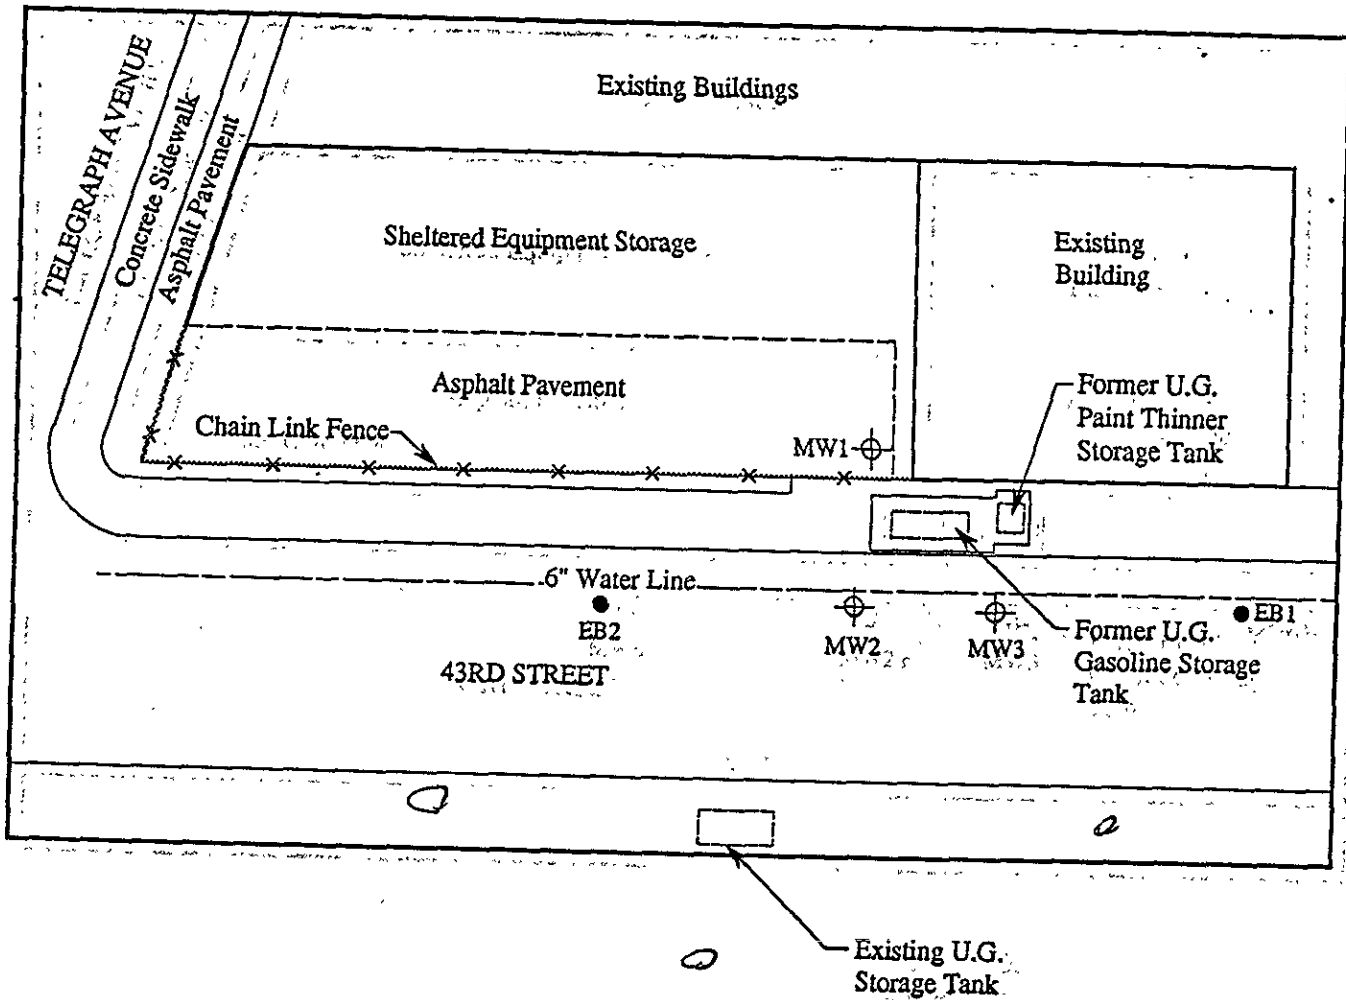 Existing Buildings
TELEGRAPH AVENUE
Concrete Sidewalk
Asphalt Pavement
Sheltered Equipment Storage
Existing
Building
Asphalt Pavement
Former U.G.
Paint Thinner
Storage Tank
Chain Link Fence
MW1
6" Water Line
EB2
MW2
MW3
EB1
Former U.G.
Gasoline Storage
Tank
43RD STREET
Existing U.G.
Storage Tank